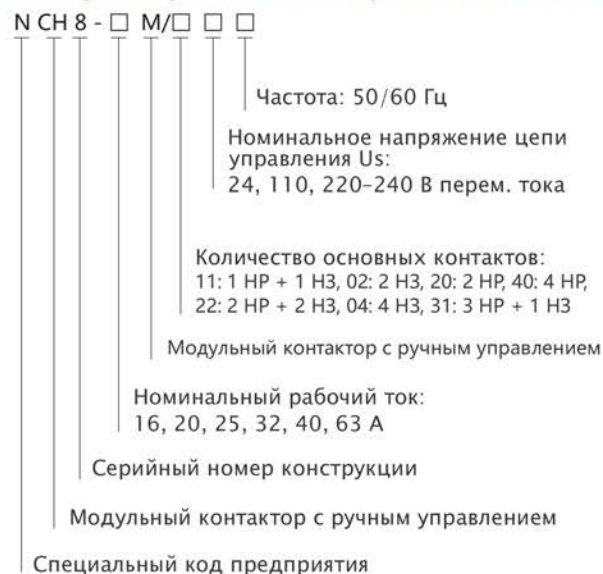 N CH 8 - □ M/□ □ □
Частота: 50/60 Гц
Номинальное напряжение цепи
управления Us:
24, 110, 220–240 В перем. тока
Количество основных контактов:
11: 1 НР + 1 НЗ, 02: 2 НЗ, 20: 2 НР, 40: 4 НР,
22: 2 НР + 2 НЗ, 04: 4 НЗ, 31: 3 НР + 1 НЗ
Модульный контактор с ручным управлением
Номинальный рабочий ток:
16, 20, 25, 32, 40, 63 А
Серийный номер конструкции
Модульный контактор с ручным управлением
Специальный код предприятия